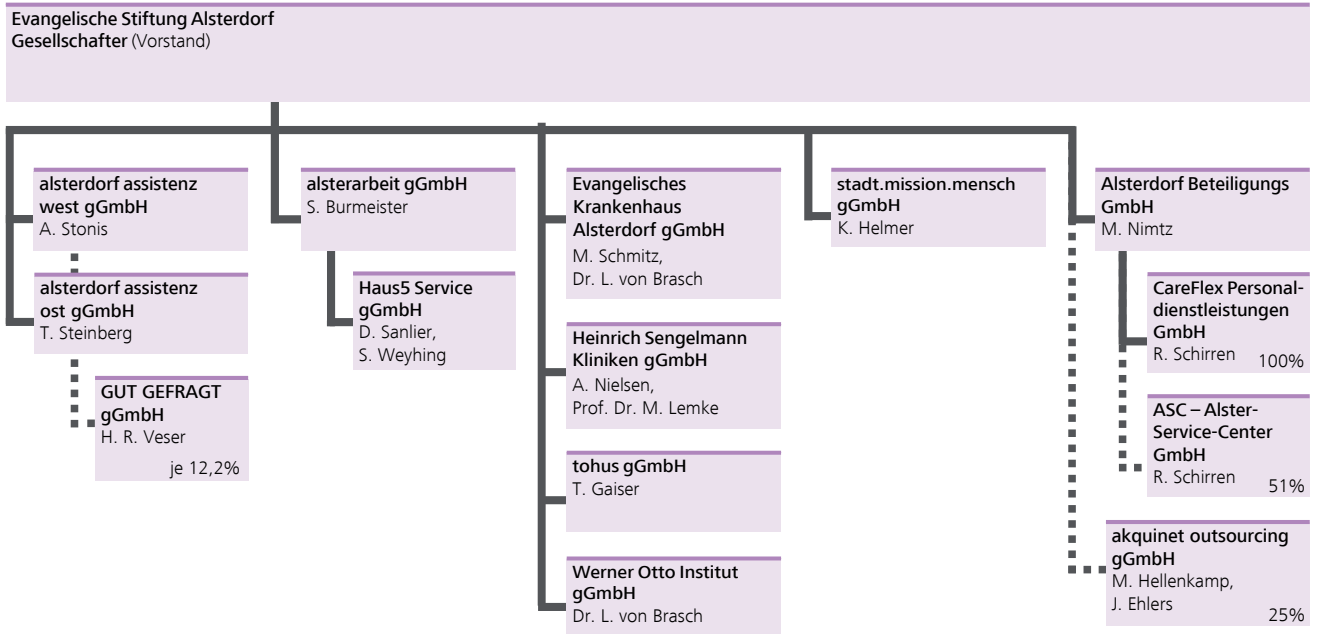 Evangelische Stiftung Alsterdorf
Gesellschafter (Vorstand)
alsterdorf assistenz
west gGmbH
A. Stonis
alsterdorf assistenz
ost gGmbH
T. Steinberg
GUT GEFRAGT
gGmbH
H. R. Veser
je 12,2%
alsterarbeit gGmbH
S. Burmeister
Haus5 Service
gGmbH
D. Sanlier,
S. Weyhing
Evangelisches
Krankenhaus
Alsterdorf gGmbH
M. Schmitz,
Dr. L. von Brasch
Heinrich Sengelmann
Kliniken gGmbH
A. Nielsen,
Prof. Dr. M. Lemke
tohus gGmbH
T. Gaiser
Werner Otto Institut
gGmbH
Dr. L. von Brasch
stadt.mission.mensch
gGmbH
K. Helmer
Alsterdorf Beteiligungs
GmbH
M. Nimtz
CareFlex Personal-
dienstleistungen
GmbH
R. Schirren 100%
ASC – Alster-
Service-Center
GmbH
R. Schirren 51%
akquinet outsourcing
gGmbH
M. Hellenkamp,
J. Ehlers 25%